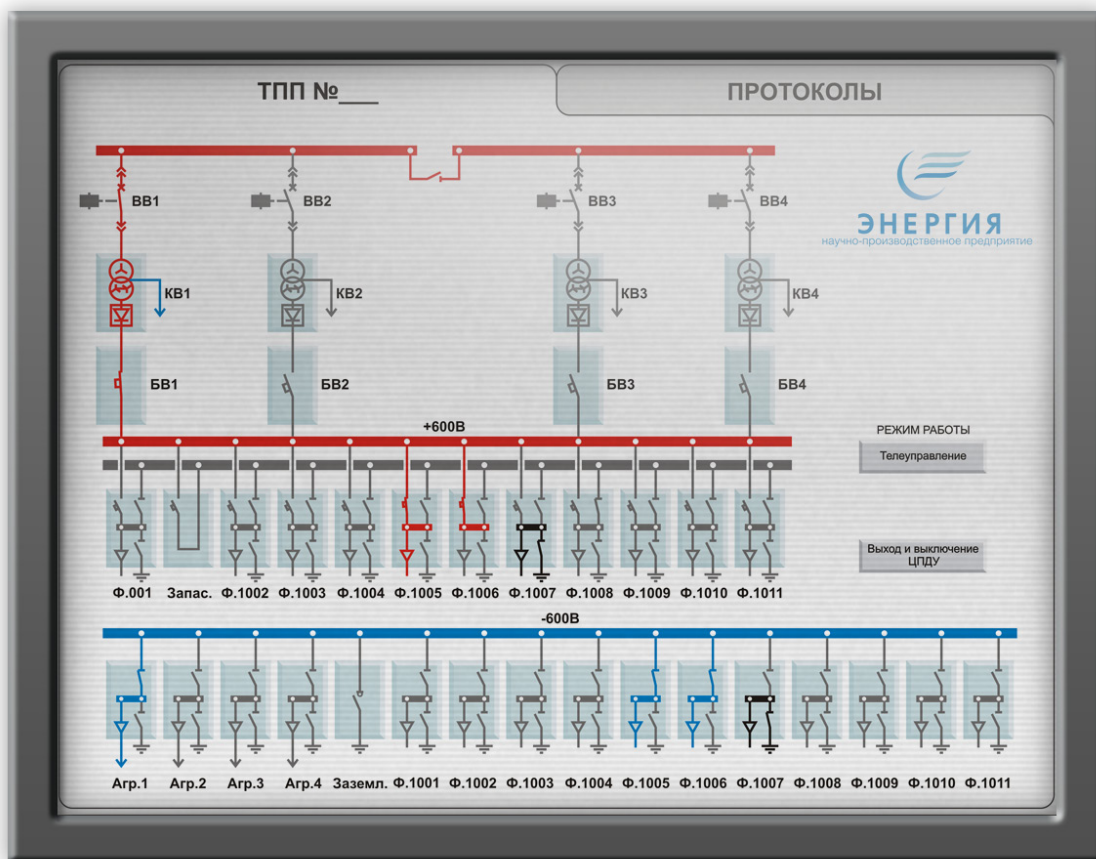 ТПП №___
ПРОТОКОЛЫ
ВВ1 ВВ2 ВВ3 ВВ4
ЭНЕРГИЯ
научно-производственное предприятие
КВ1 КВ2 КВ3 КВ4
БВ1 БВ2 БВ3 БВ4
+600В
РЕЖИМ РАБОТЫ
Телеуправление
Выход и выключение
ЦПДУ
Ф.001 Запас. Ф.1002 Ф.1003 Ф.1004 Ф.1005 Ф.1006 Ф.1007 Ф.1008 Ф.1009 Ф.1010 Ф.1011
-600В
Агр.1 Агр.2 Агр.3 Агр.4 Заземл. Ф.1001 Ф.1002 Ф.1003 Ф.1004 Ф.1005 Ф.1006 Ф.1007 Ф.1008 Ф.1009 Ф.1010 Ф.1011